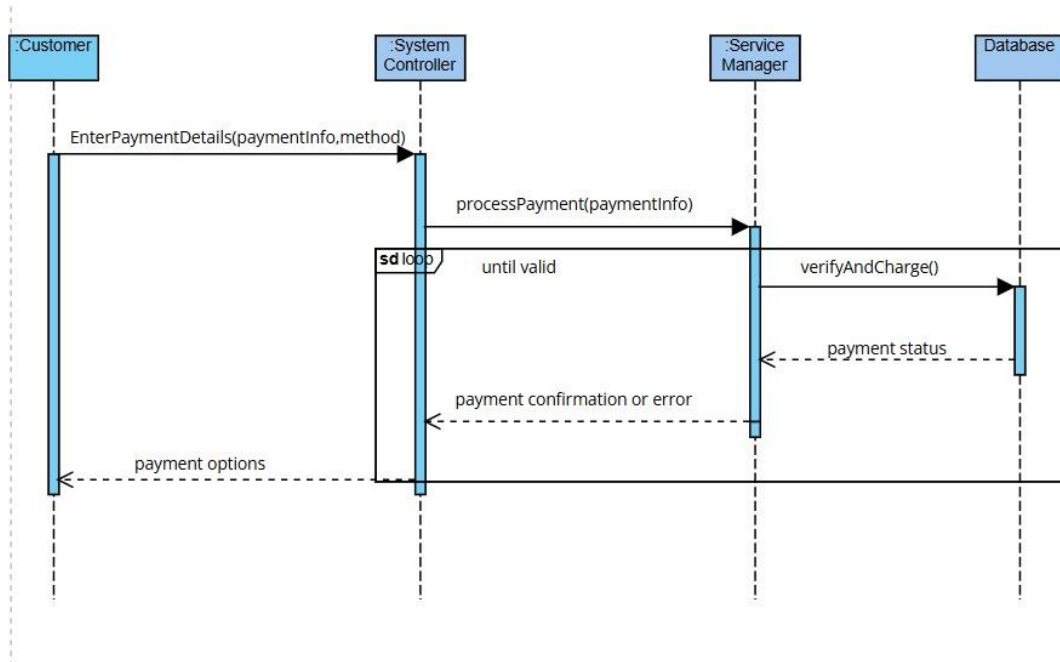 :Customer
:System
Controller
:Service
Manager
Database
EnterPaymentDetails(paymentInfo,method)
processPayment(paymentInfo)
sd loop
until valid
verifyAndCharge()
payment status
payment confirmation or error
payment options